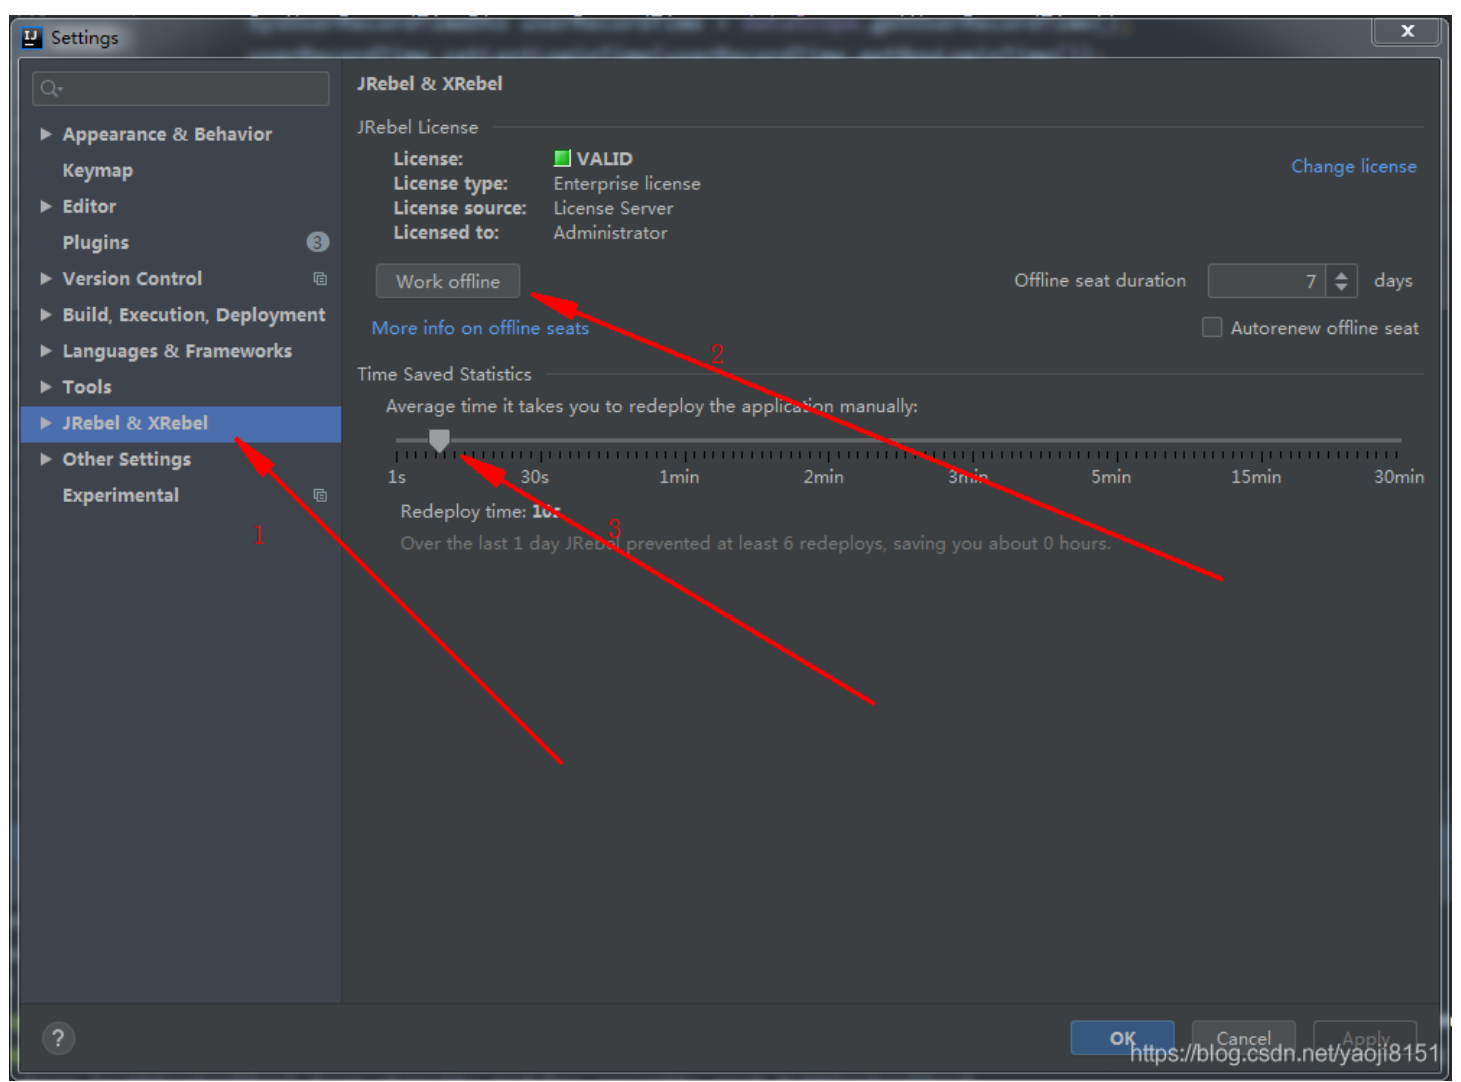 Settings
JRebel & XRebel
Appearance & Behavior
Keymap
Editor
Plugins 3
Version Control
Build, Execution, Deployment
Languages & Frameworks
Tools
JRebel & XRebel
Other Settings
Experimental
1
JRebel License
License: VALID
License type: Enterprise license
License source: License Server
Licensed to: Administrator
Change license
Work offline
Offline seat duration 7 days
More info on offline seats
Autorenew offline seat
2
Time Saved Statistics
Average time it takes you to redeploy the application manually:
1s 30s 1min 2min 3min 5min 15min 30min
Redeploy time: 10s
3
Over the last 1 day JRebel prevented at least 6 redeploys, saving you about 0 hours.
?
OK Cancel Apply
https://blog.csdn.net/yaoji8151